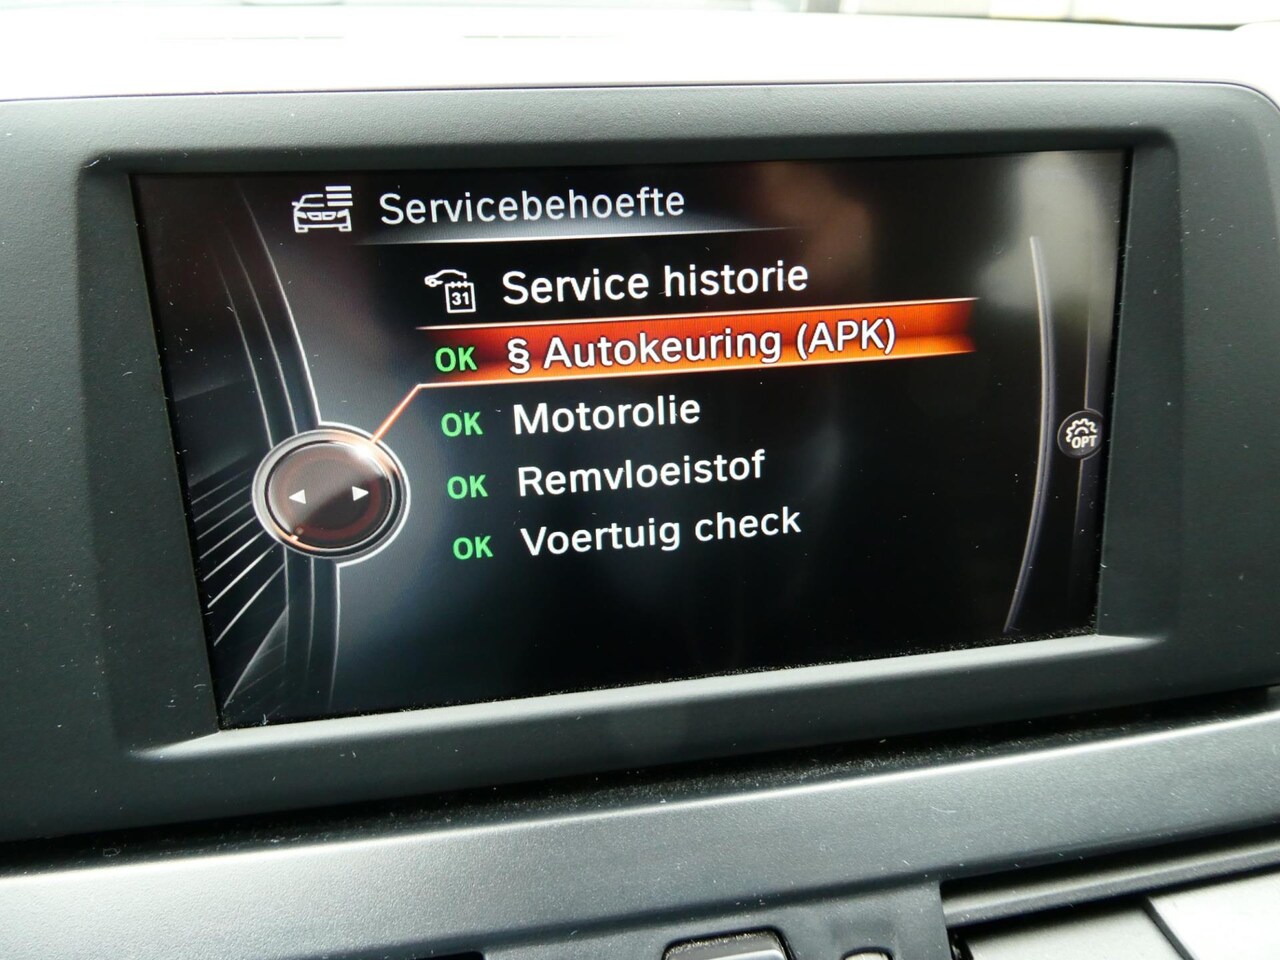 Servicebehoefte
31 Service historie
OK § Autokeuring (APK)
OK Motorolie
OK Remvloeistof
OK Voertuig check
OPT